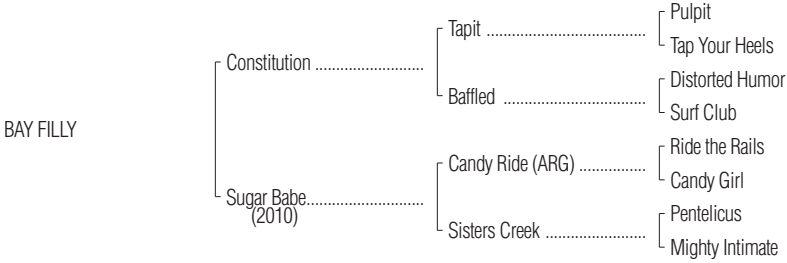 Pulpit
Tapit ....................................
Tap Your Heels
Constitution .........................
Distorted Humor
Baffled ................................
Surf Club
BAY FILLY
Ride the Rails
Candy Ride (ARG) ...............
Candy Girl
Sugar Babe...........................
(2010)
Pentelicus
Sisters Creek .......................
Mighty Intimate